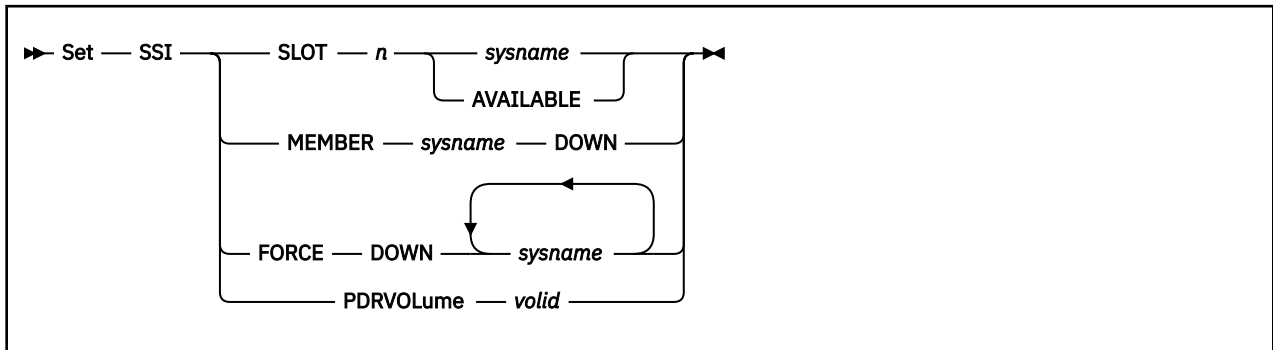 Set SSI SLOT n sysname
AVAILABLE
MEMBER sysname DOWN
FORCE DOWN sysname
PDRVOLume volid